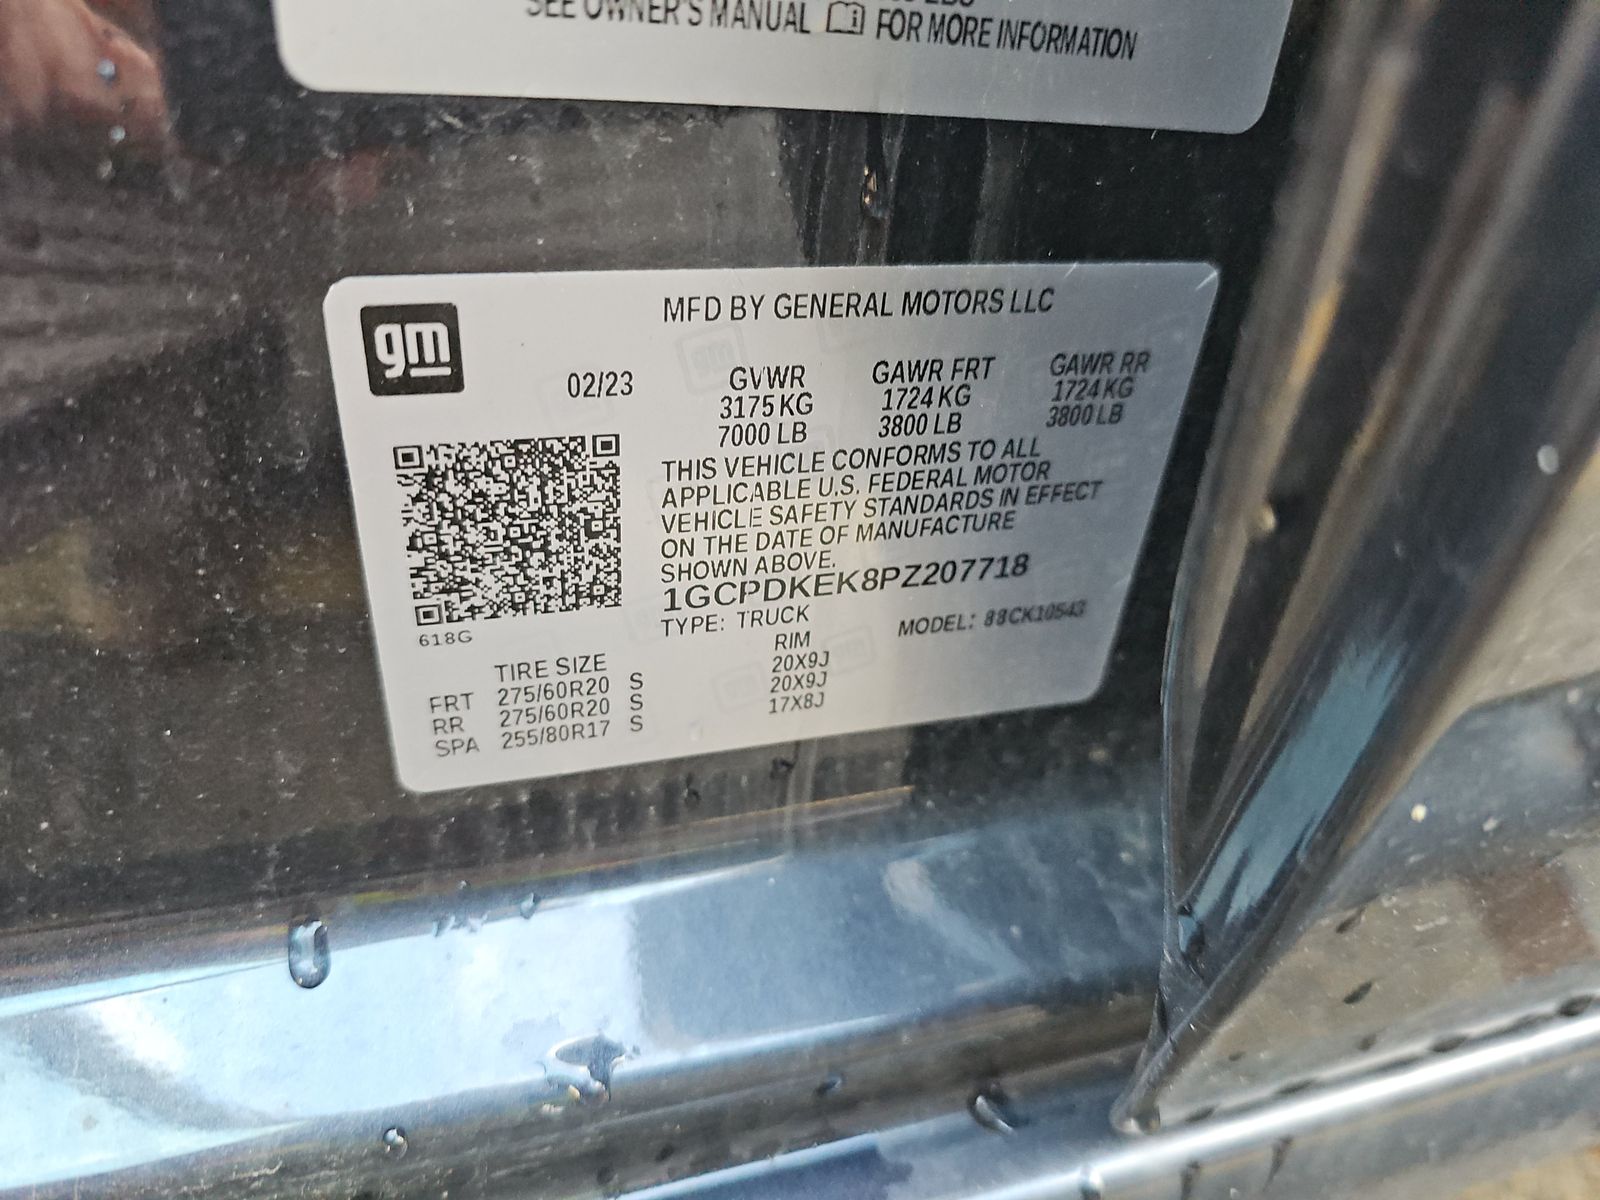 SEE OWNER'S MANUAL FOR MORE INFORMATION
gm
MFD BY GENERAL MOTORS LLC
02/23 GVWR GAWR FRT GAWR RR
3175 KG 1724 KG 1724 KG
7000 LB 3800 LB 3800 LB
THIS VEHICLE CONFORMS TO ALL
APPLICABLE U.S. FEDERAL MOTOR
VEHICLE SAFETY STANDARDS IN EFFECT
ON THE DATE OF MANUFACTURE
SHOWN ABOVE.
1GCPDKEK8PZ207718
TYPE: TRUCK MODEL: 88CK10543
618G
TIRE SIZE RIM
FRT 275/60R20 S 20X9J
RR 275/60R20 S 20X9J
SPA 255/80R17 S 17X8J